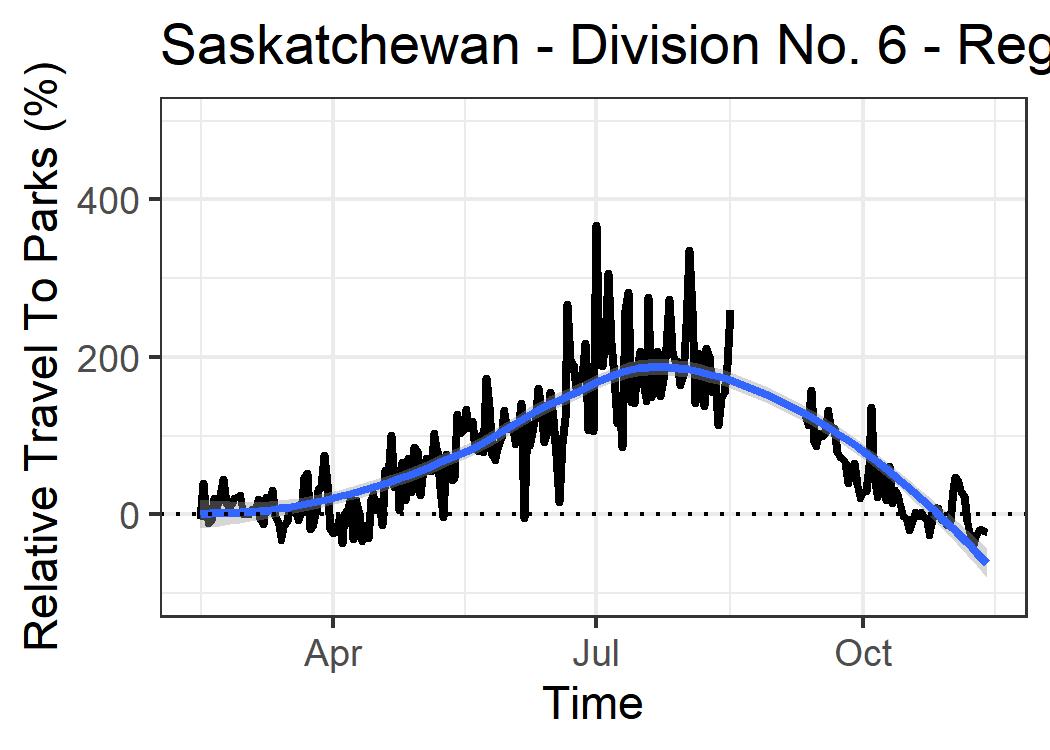 Saskatchewan - Division No. 6 - Reg
Relative Travel To Parks (%)
400
200
0
Apr
Jul
Oct
Time